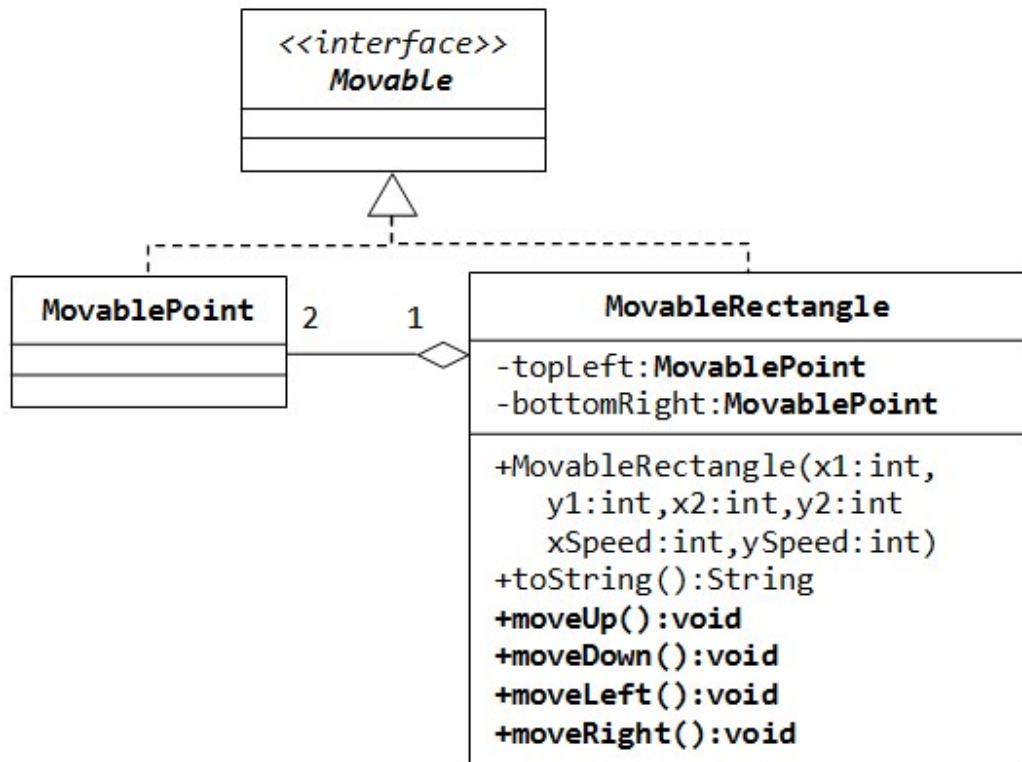 <<interface>>
Movable
MovablePoint
2
1
MovableRectangle
-topLeft:MovablePoint
-bottomRight:MovablePoint
+MovableRectangle(x1:int,
y1:int,x2:int,y2:int
xSpeed:int,ySpeed:int)
+toString():String
+moveUp():void
+moveDown():void
+moveLeft():void
+moveRight():void